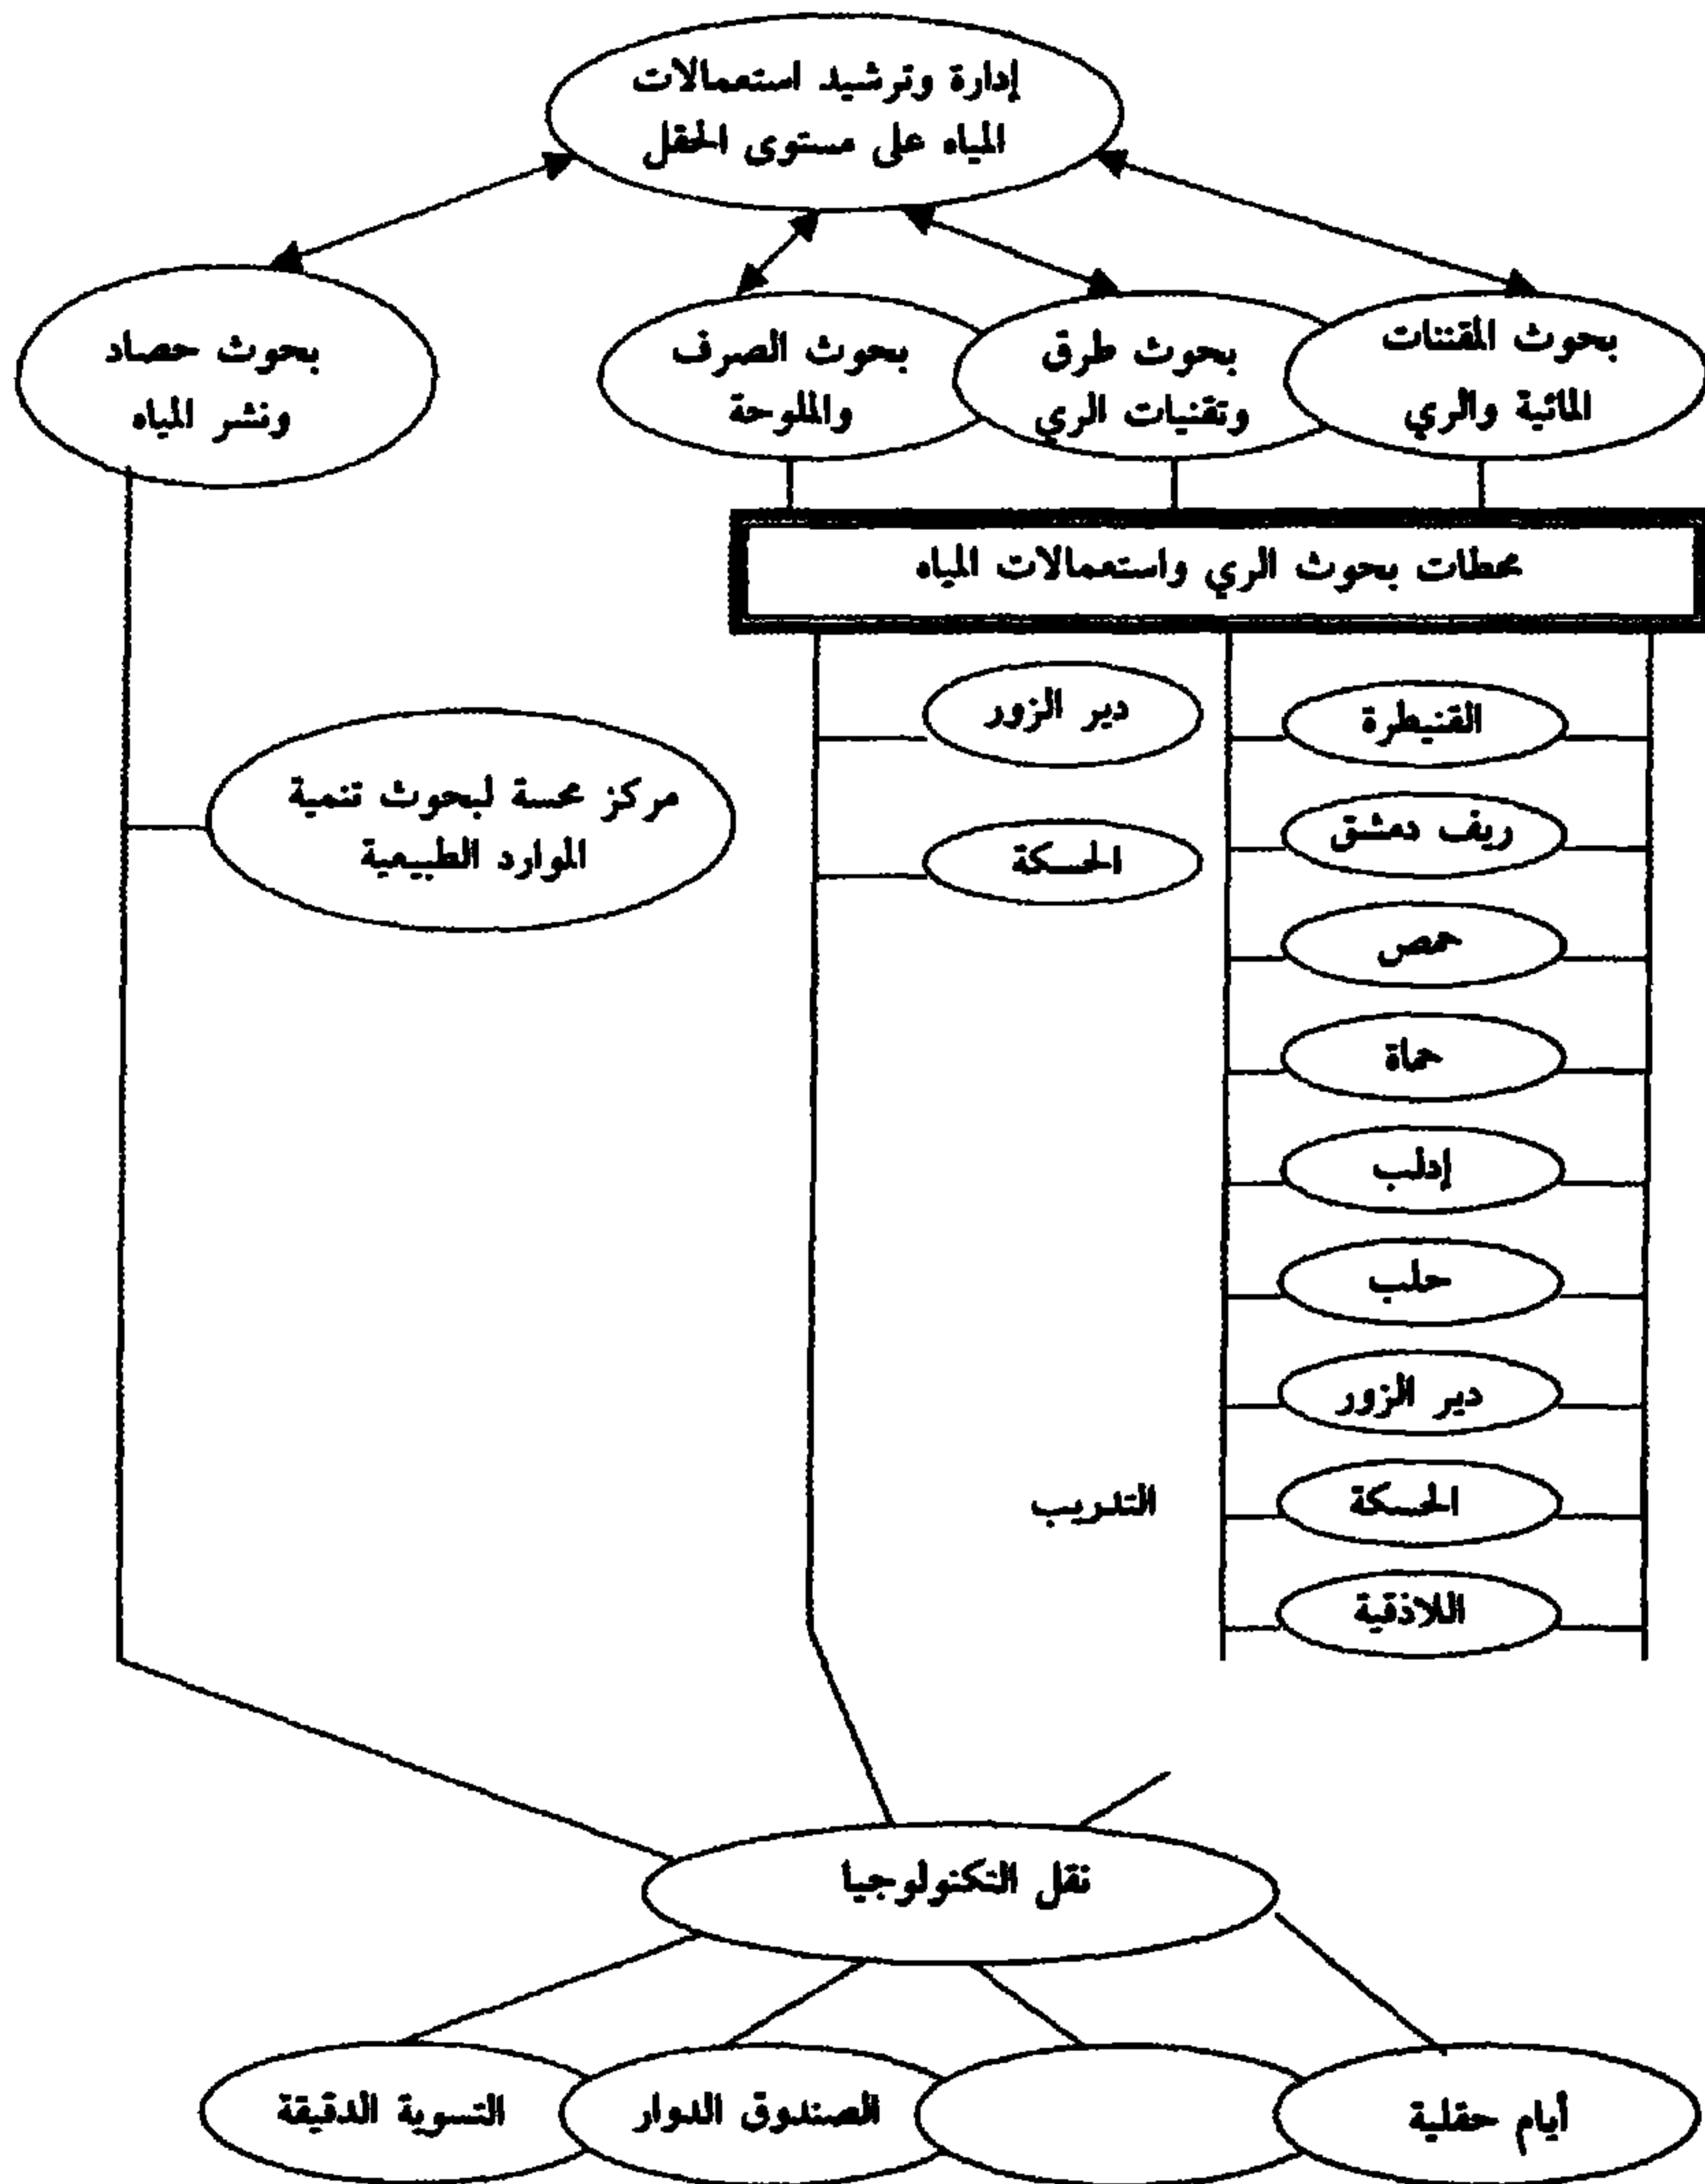 إدارة وترشيد استعمالات
المياه على مستوى الحقل
بحوث المقننات
المائية والري
بحوث طرق
وتقنيات الري
بحوث الصرف
والملوحة
بحوث حصاد
ونشر المياه
محطات بحوث الري واستعمالات المياه
القنيطرة
ريف دمشق
حمص
حماة
إدلب
حلب
دير الزور
الحسكة
اللاذقية
دير الزور
الحسكة
مركز محسة لبحوث تنمية
الموارد الطبيعية
التدريب
نقل التكنولوجيا
أيام حقلية
الصندوق الدوار
التسوية الدقيقة